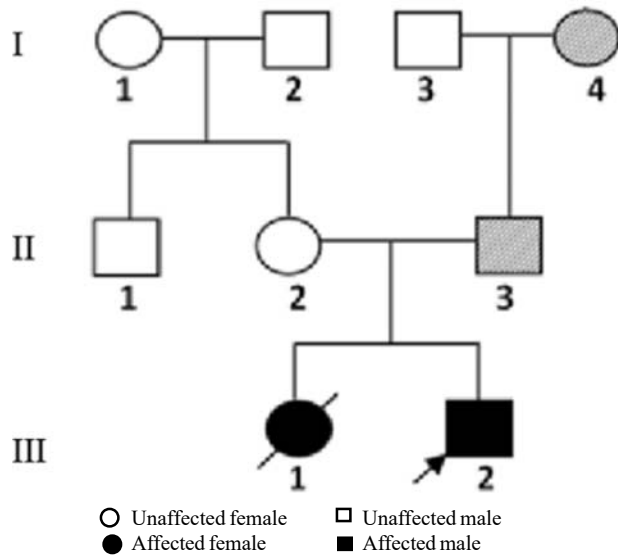 I
1 2 3 4
II
1 2 3
III
1 2
Unaffected female Unaffected male
Affected female Affected male